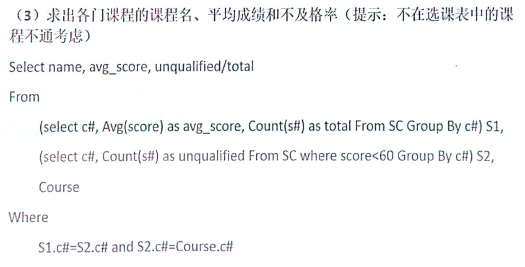 （3）求出各门课程的课程名、平均成绩和不及格率（提示：不在选课表中的课
程不通考虑）
Select name, avg_score, unqualified/total
From
(select c#, Avg(score) as avg_score, Count(s#) as total From SC Group By c#) S1,
(select c#, Count(s#) as unqualified From SC where score<60 Group By c#) S2,
Course
Where
S1.c#=S2.c# and S2.c#=Course.c#